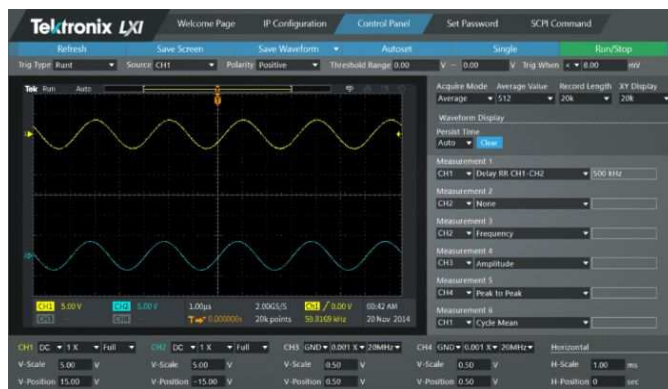 Tektronix LXI Welcome Page IP Configuration Control Panel Set Password SCPI Command
Refresh Save Screen Save Waveform Autoset Single Run/Stop
Trig Type Runt Source CH1 Polarity Positive Threshold Range 0.00 V ~ 0.00 V Trig When < 8.00 mV
Tek Run Auto
Acquire Mode Average Value Record Length XY Display
Average 512 20k 20k
Waveform Display
Persist Time
Auto Clear
Measurement 1
CH1 Delay RR CH1-CH2 500 kHz
Measurement 2
CH2 None
Measurement 3
CH2 Frequency
Measurement 4
CH3 Amplitude
Measurement 5
CH4 Peak to Peak
Measurement 6
CH1 Cycle Mean
CH1 5.00 V CH2 5.00 V 1.00µs 2.00GS/S CH1 0.00 V 00:42 AM
CH3 CH4 0.000000s 20k points 20 Nov 2014
CH1 DC 1 X Full CH2 DC 1 X Full CH3 GND 0.001 X 20MHz CH4 GND 0.001 X 20MHz Horizontal
V-Scale 5.00 V V-Scale 5.00 V V-Scale 0.50 V V-Scale 0.50 V H-Scale 1.00 ms
V-Position 15.00 V V-Position -15.00 V V-Position 0.50 V V-Position 0.50 V H-Position sec